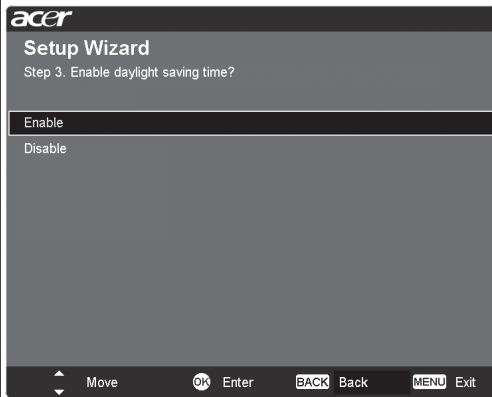 acer
Setup Wizard
Step 3. Enable daylight saving time?
Enable
Disable
Move OK Enter BACK Back MENU Exit